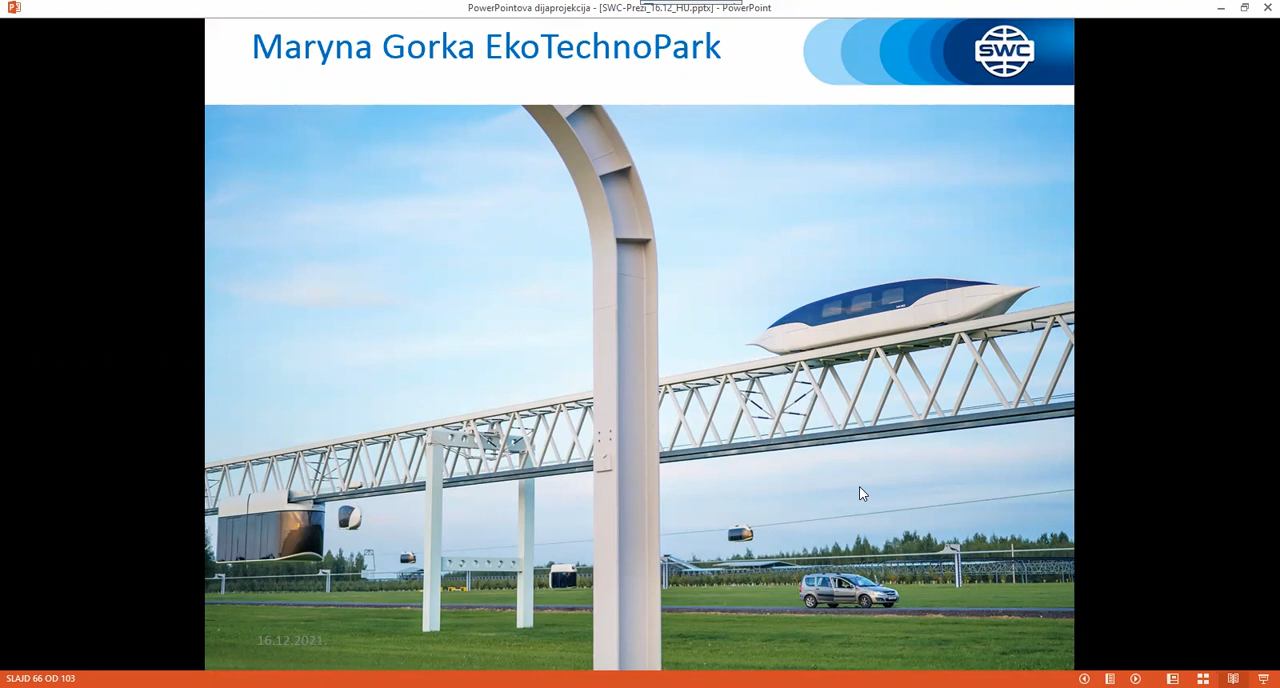 PowerPointova dijaprojekcija - [SWC-Prezi_16.12_HU.pptx] - PowerPoint
Maryna Gorka EkoTechnoPark
SWC
16.12.2021.
SLAJD 66 OD 103